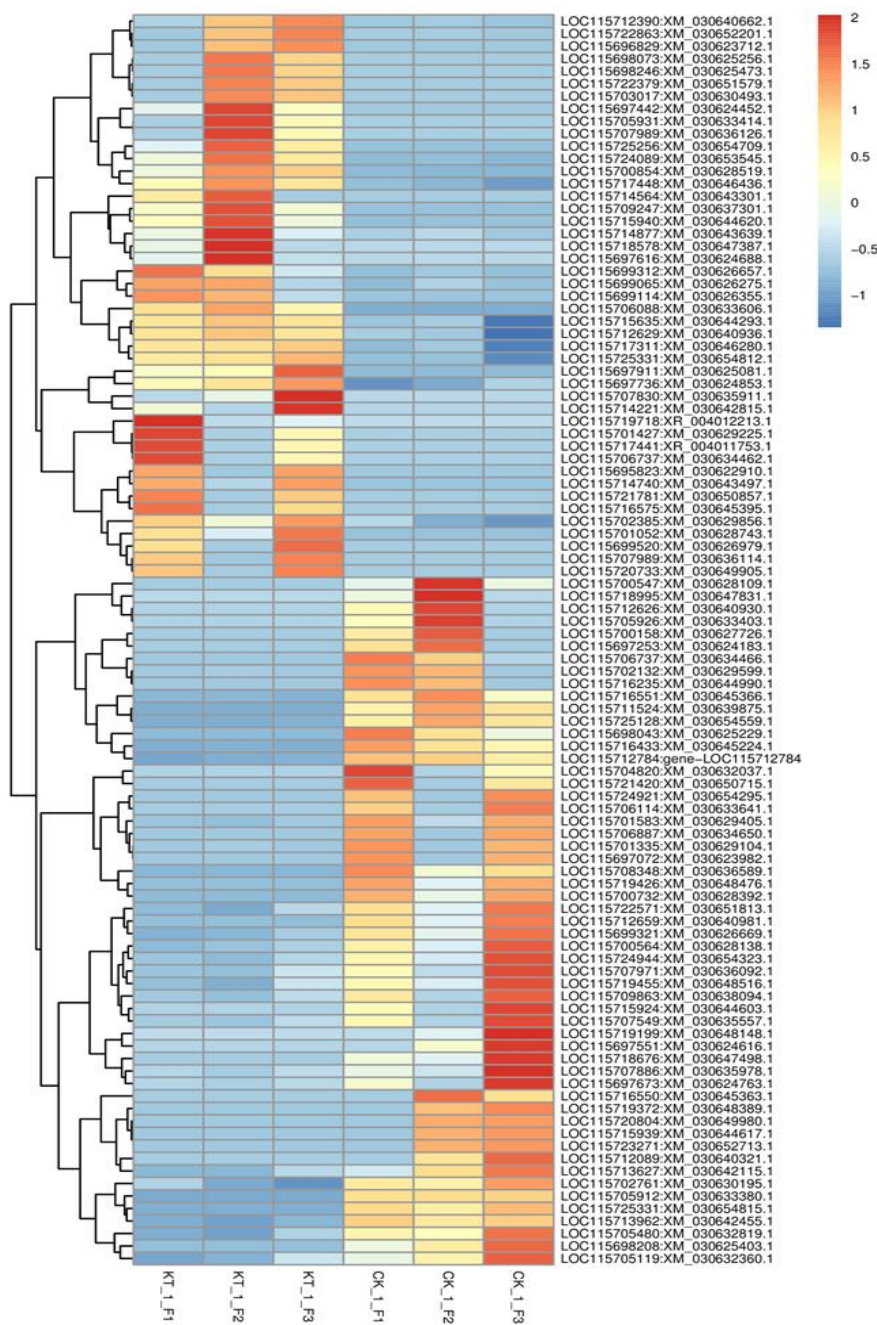 LOC115712390:XM_030640662.1
LOC115722863:XM_030652201.1
LOC115696829:XM_030623712.1
LOC115698073:XM_030625256.1
LOC115698246:XM_030625473.1
LOC115722379:XM_030651579.1
LOC115703017:XM_030630493.1
LOC115697442:XM_030624452.1
LOC115705931:XM_030633414.1
LOC115707989:XM_030636126.1
LOC115725256:XM_030654709.1
LOC115724089:XM_030653545.1
LOC115700854:XM_030628519.1
LOC115717448:XM_030646436.1
LOC115714564:XM_030643301.1
LOC115709247:XM_030637301.1
LOC115715940:XM_030644620.1
LOC115714877:XM_030643639.1
LOC115718578:XM_030647387.1
LOC115697616:XM_030624688.1
LOC115699312:XM_030626657.1
LOC115699065:XM_030626275.1
LOC115699114:XM_030626355.1
LOC115706088:XM_030633606.1
LOC115715635:XM_030644293.1
LOC115712629:XM_030640936.1
LOC115717311:XM_030646280.1
LOC115725331:XM_030654812.1
LOC115697911:XM_030625081.1
LOC115697736:XM_030624853.1
LOC115707830:XM_030635911.1
LOC115714221:XM_030642815.1
LOC115719718:XR_004012213.1
LOC115701427:XM_030629225.1
LOC115717441:XR_004011753.1
LOC115706737:XM_030634462.1
LOC115695823:XM_030622910.1
LOC115714740:XM_030643497.1
LOC115721781:XM_030650857.1
LOC115716575:XM_030645395.1
LOC115702385:XM_030629856.1
LOC115701052:XM_030628743.1
LOC115699520:XM_030626979.1
LOC115707989:XM_030636114.1
LOC115720733:XM_030649905.1
LOC115700547:XM_030628109.1
LOC115718995:XM_030647831.1
LOC115712626:XM_030640930.1
LOC115705926:XM_030633403.1
LOC115700158:XM_030627726.1
LOC115697253:XM_030624183.1
LOC115706737:XM_030634466.1
LOC115702132:XM_030629599.1
LOC115716235:XM_030644990.1
LOC115716551:XM_030645366.1
LOC115711524:XM_030639875.1
LOC115725128:XM_030654559.1
LOC115698043:XM_030625229.1
LOC115716433:XM_030645224.1
LOC115712784:gene-LOC115712784
LOC115704820:XM_030632037.1
LOC115721420:XM_030650715.1
LOC115724921:XM_030654295.1
LOC115706114:XM_030633641.1
LOC115701583:XM_030629405.1
LOC115706887:XM_030634650.1
LOC115701335:XM_030629104.1
LOC115697072:XM_030623982.1
LOC115708348:XM_030636589.1
LOC115719426:XM_030648476.1
LOC115700732:XM_030628392.1
LOC115722571:XM_030651813.1
LOC115712659:XM_030640981.1
LOC115699321:XM_030626669.1
LOC115700564:XM_030628138.1
LOC115724944:XM_030654323.1
LOC115707971:XM_030636092.1
LOC115719455:XM_030648516.1
LOC115709863:XM_030638094.1
LOC115715924:XM_030644603.1
LOC115707549:XM_030635557.1
LOC115719199:XM_030648148.1
LOC115697551:XM_030624616.1
LOC115718676:XM_030647498.1
LOC115707886:XM_030635978.1
LOC115697673:XM_030624763.1
LOC115716550:XM_030645363.1
LOC115719372:XM_030648389.1
LOC115720804:XM_030649980.1
LOC115715939:XM_030644617.1
LOC115723271:XM_030652713.1
LOC115712089:XM_030640321.1
LOC115713627:XM_030642115.1
LOC115702761:XM_030630195.1
LOC115705912:XM_030633380.1
LOC115725331:XM_030654815.1
LOC115713962:XM_030642455.1
LOC115705480:XM_030632819.1
LOC115698208:XM_030625403.1
LOC115705119:XM_030632360.1
2
1.5
1
0.5
0
−0.5
−1
KT_1_F1
KT_1_F2
KT_1_F3
CK_1_F1
CK_1_F2
CK_1_F3